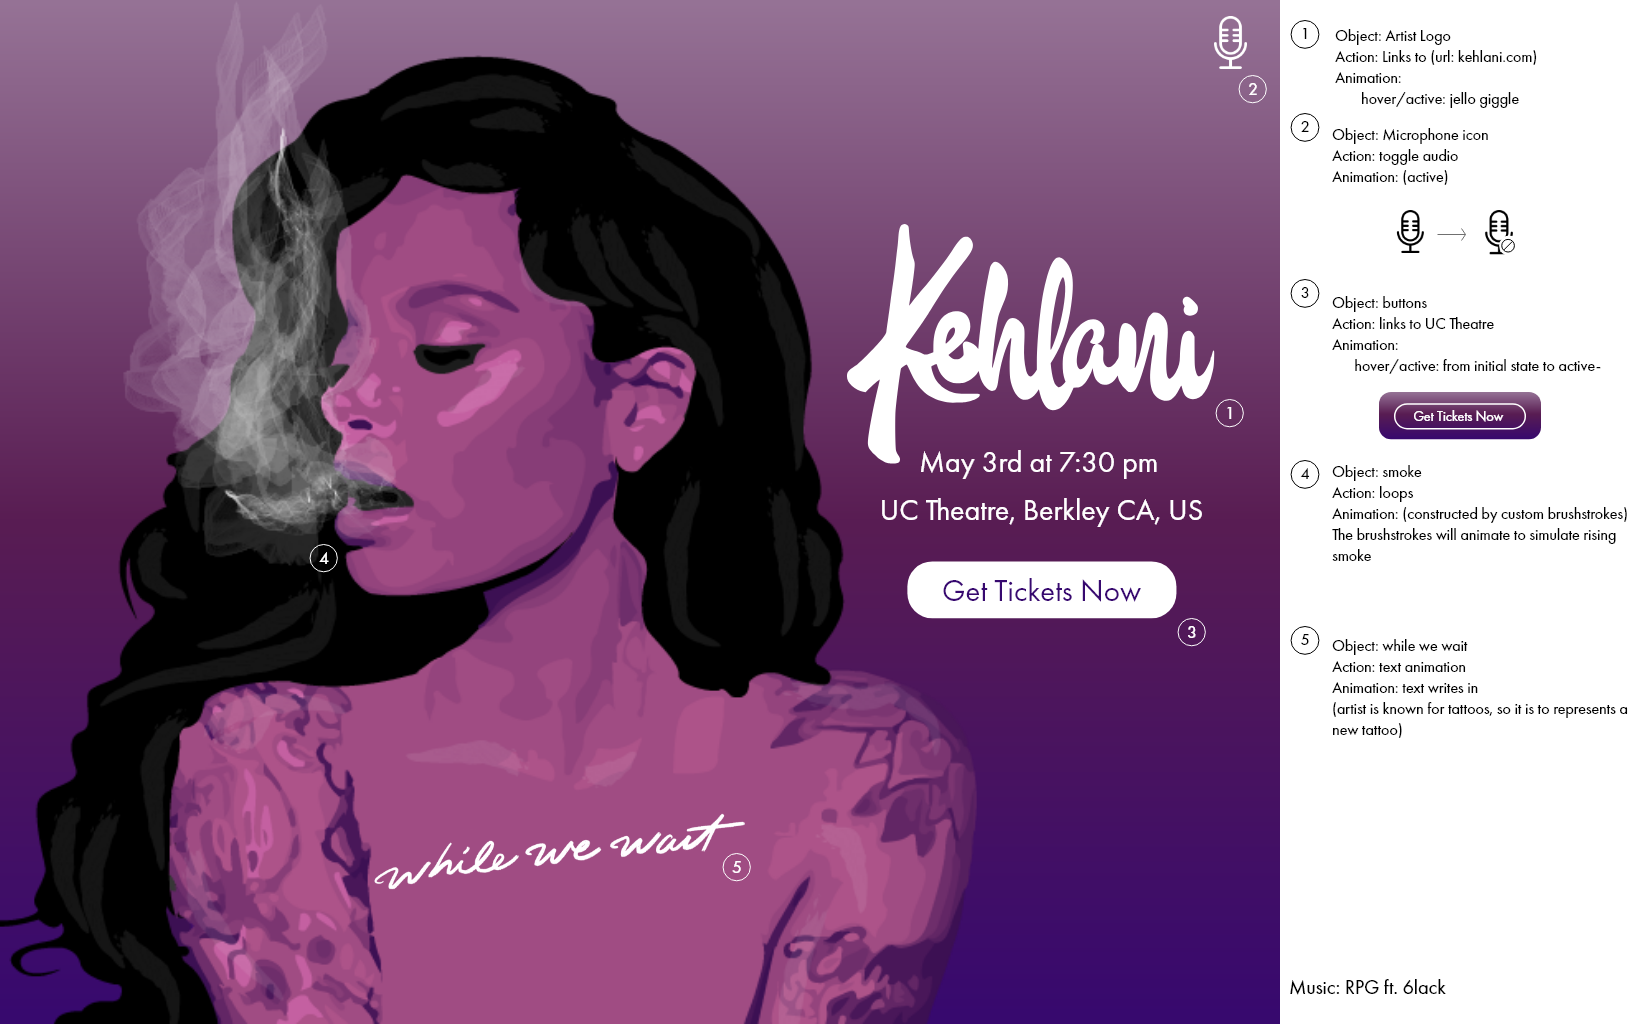 Kehlani
1
2
May 3rd at 7:30 pm
UC Theatre, Berkley CA, US
Get Tickets Now
3
4
while we wait
5
1
Object: Artist Logo
Action: Links to (url: kehlani.com)
Animation:
hover/active: jello giggle
2
Object: Microphone icon
Action: toggle audio
Animation: (active)
3
Object: buttons
Action: links to UC Theatre
Animation:
hover/active: from initial state to active-
Get Tickets Now
4
Object: smoke
Action: loops
Animation: (constructed by custom brushstrokes)
The brushstrokes will animate to simulate rising
smoke
5
Object: while we wait
Action: text animation
Animation: text writes in
(artist is known for tattoos, so it is to represents a
new tattoo)
Music: RPG ft. 6lack